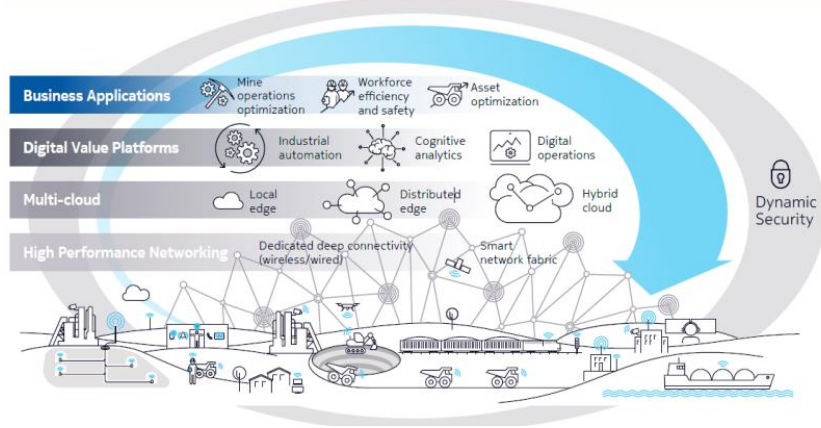 Business Applications
Mine
operations
optimization
Workforce
efficiency
and safety
Asset
optimization
Digital Value Platforms
Industrial
automation
Cognitive
analytics
Digital
operations
Multi-cloud
Local
edge
Distributed
edge
Hybrid
cloud
High Performance Networking
Dedicated deep connectivity
(wireless/wired)
Smart
network fabric
Dynamic
Security